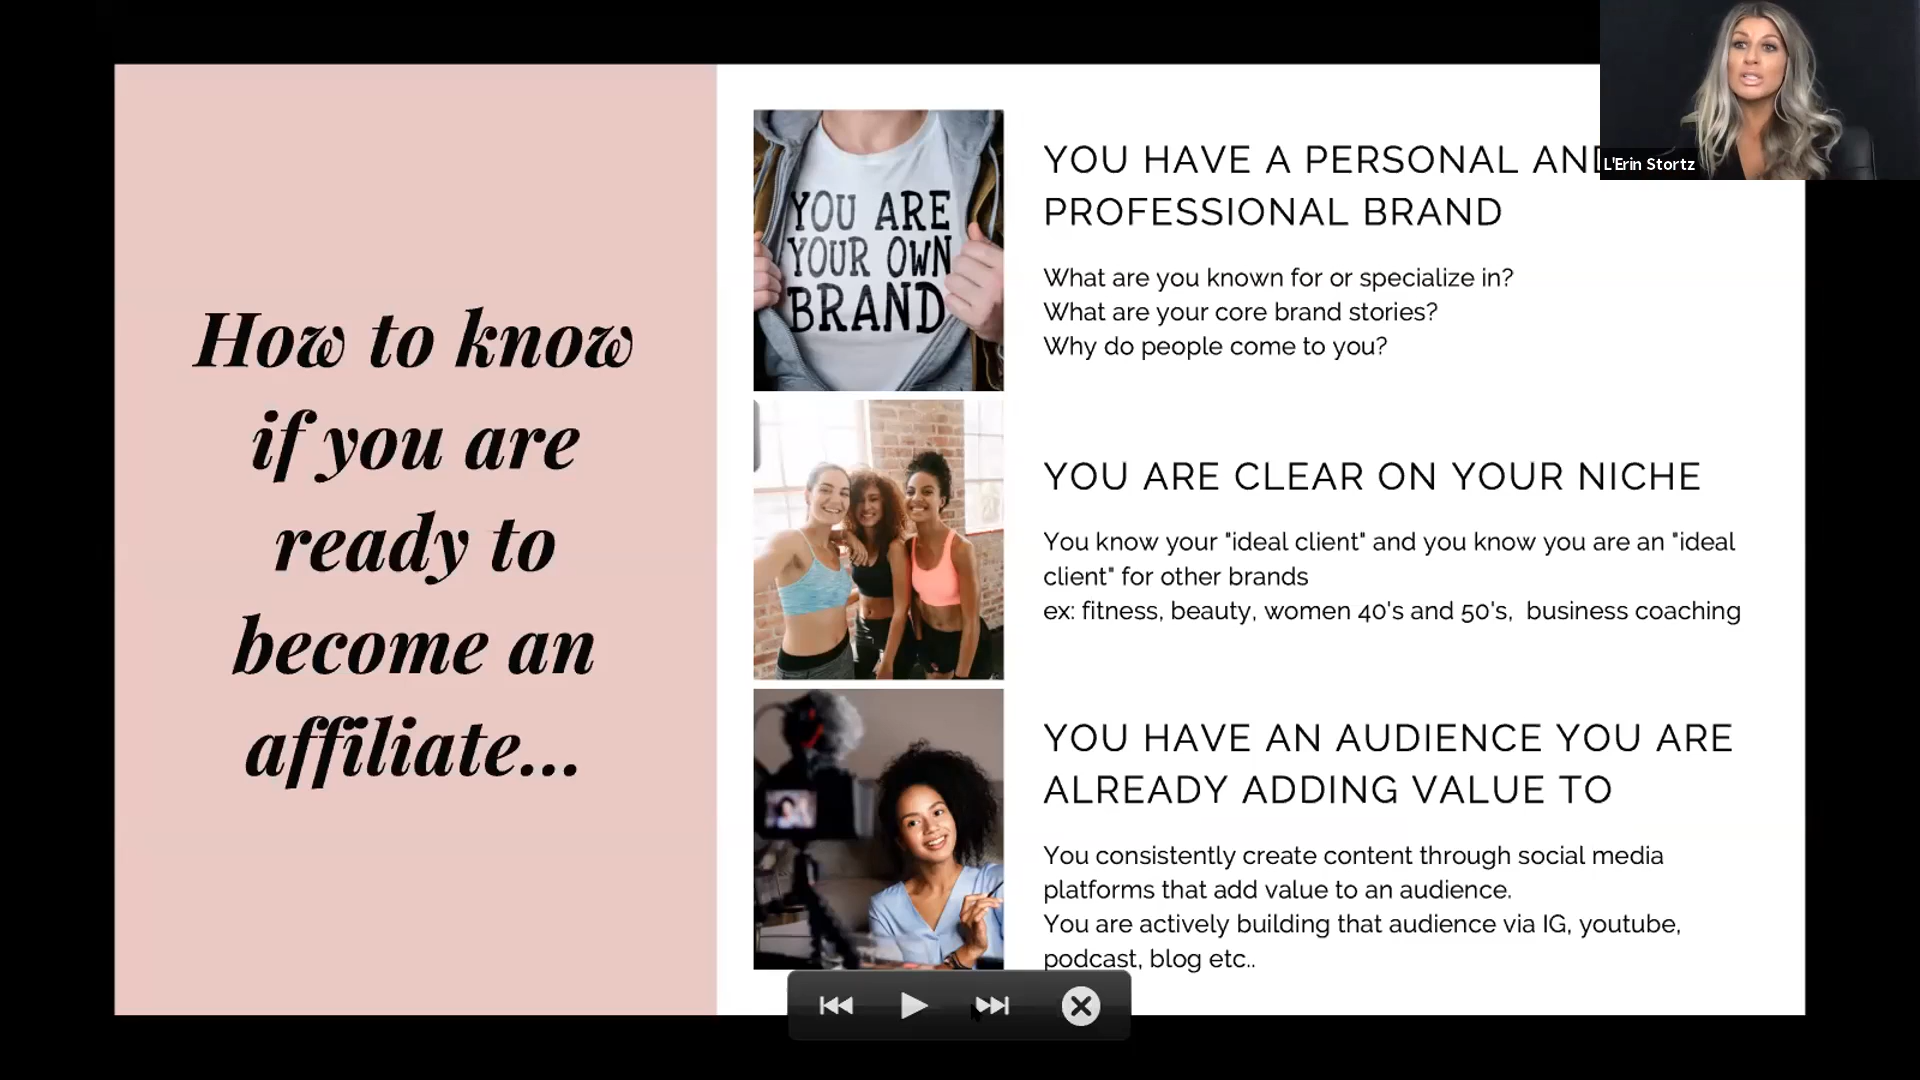 How to know
if you are
ready to
become an
affiliate...
YOU ARE
YOUR OWN
BRAND
YOU HAVE A PERSONAL AND
PROFESSIONAL BRAND
What are you known for or specialize in?
What are your core brand stories?
Why do people come to you?
YOU ARE CLEAR ON YOUR NICHE
You know your "ideal client" and you know you are an "ideal
client" for other brands
ex: fitness, beauty, women 40's and 50's,  business coaching
YOU HAVE AN AUDIENCE YOU ARE
ALREADY ADDING VALUE TO
You consistently create content through social media
platforms that add value to an audience.
You are actively building that audience via IG, youtube,
podcast, blog etc..
L'Erin Stortz